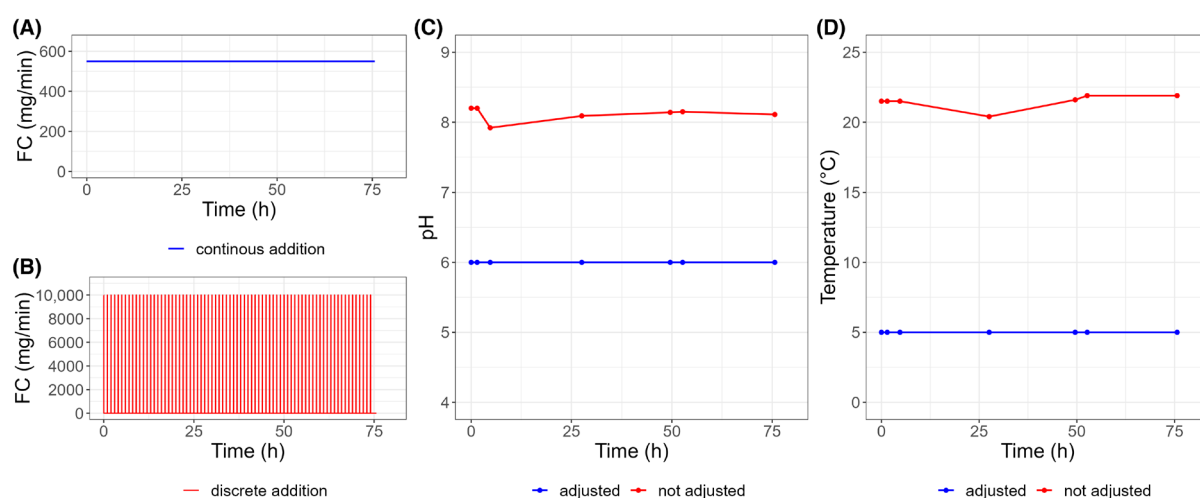 (A)
FC (mg/min)
600
400
200
0
0 25 50 75
Time (h)
continous addition
(B)
FC (mg/min)
10,000
8000
6000
4000
2000
0
0 25 50 75
Time (h)
discrete addition
(C)
pH
9
8
7
6
5
4
0 25 50 75
Time (h)
adjusted not adjusted
(D)
Temperature (°C)
25
20
15
10
5
0
0 25 50 75
Time (h)
adjusted not adjusted